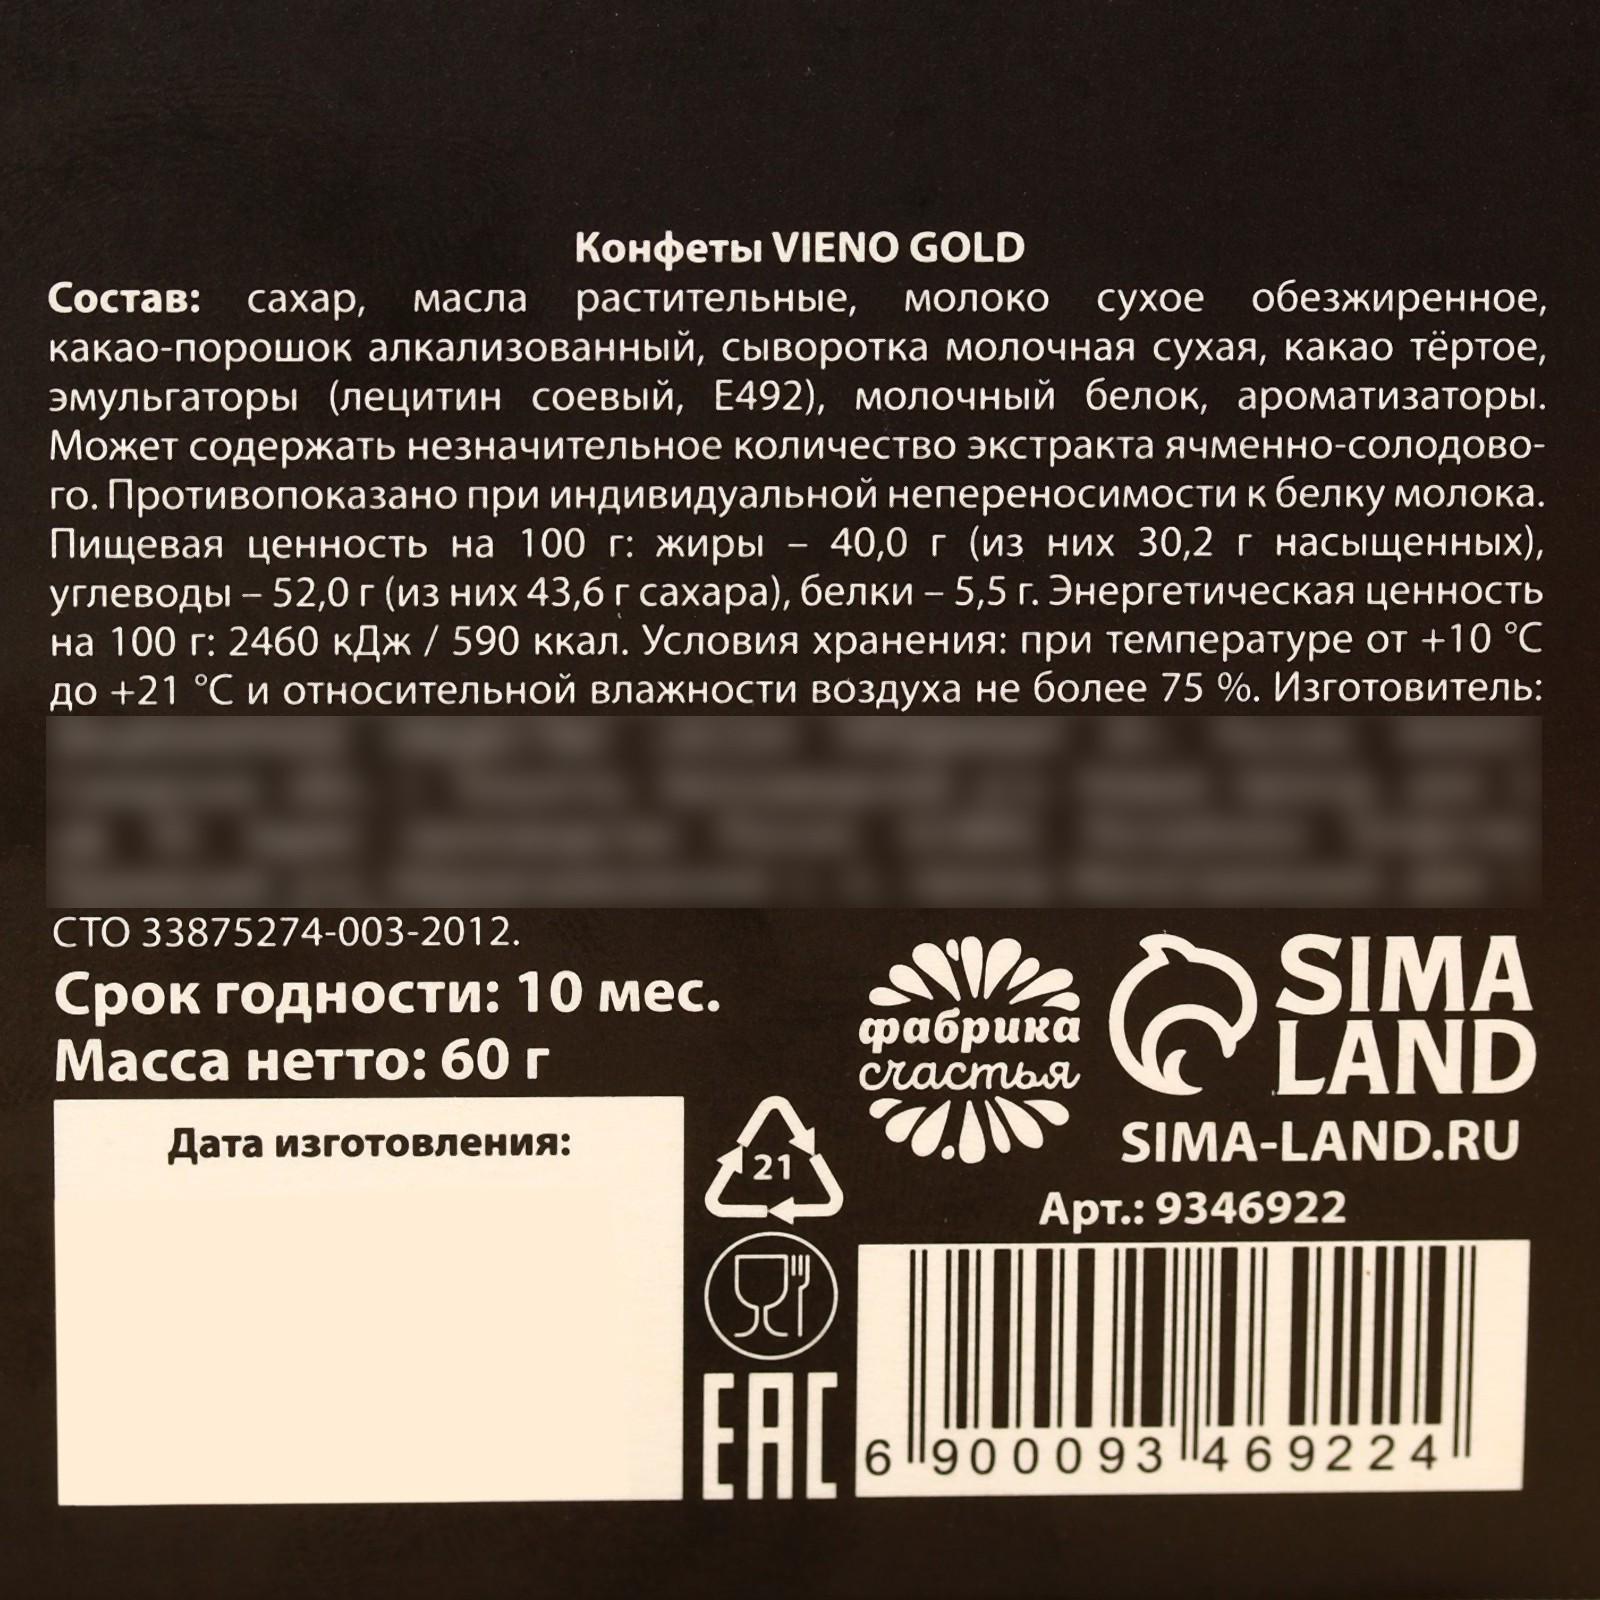 Конфеты VIENO GOLD
Состав: сахар, масла растительные, молоко сухое обезжиренное,
какао-порошок алкализованный, сыворотка молочная сухая, какао тёртое,
эмульгаторы (лецитин соевый, Е492), молочный белок, ароматизаторы.
Может содержать незначительное количество экстракта ячменно-солодово-
го. Противопоказано при индивидуальной непереносимости к белку молока.
Пищевая ценность на 100 г: жиры – 40,0 г (из них 30,2 г насыщенных),
углеводы – 52,0 г (из них 43,6 г сахара), белки – 5,5 г. Энергетическая ценность
на 100 г: 2460 кДж / 590 ккал. Условия хранения: при температуре от +10 °C
до +21 °C и относительной влажности воздуха не более 75 %. Изготовитель:
СТО 33875274-003-2012.
Срок годности: 10 мес.
Масса нетто: 60 г
Дата изготовления:
21
EAC
фабрика
счастья
SIMA
LAND
SIMA-LAND.RU
Арт.: 9346922
6 900093 469224